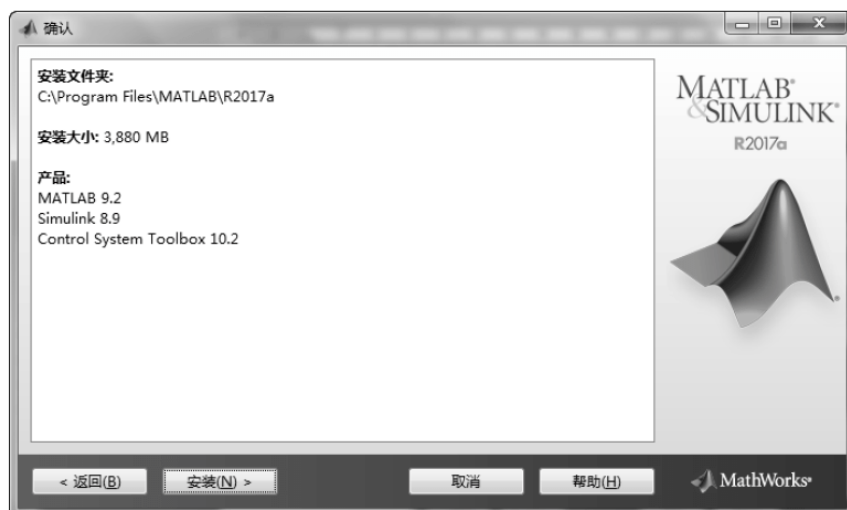 确认
安装文件夹:
C:\Program Files\MATLAB\R2017a
安装大小: 3,880 MB
产品:
MATLAB 9.2
Simulink 8.9
Control System Toolbox 10.2
MATLAB®
&SIMULINK®
R2017a
< 返回(B)
安装(N) >
取消
帮助(H)
MathWorks®